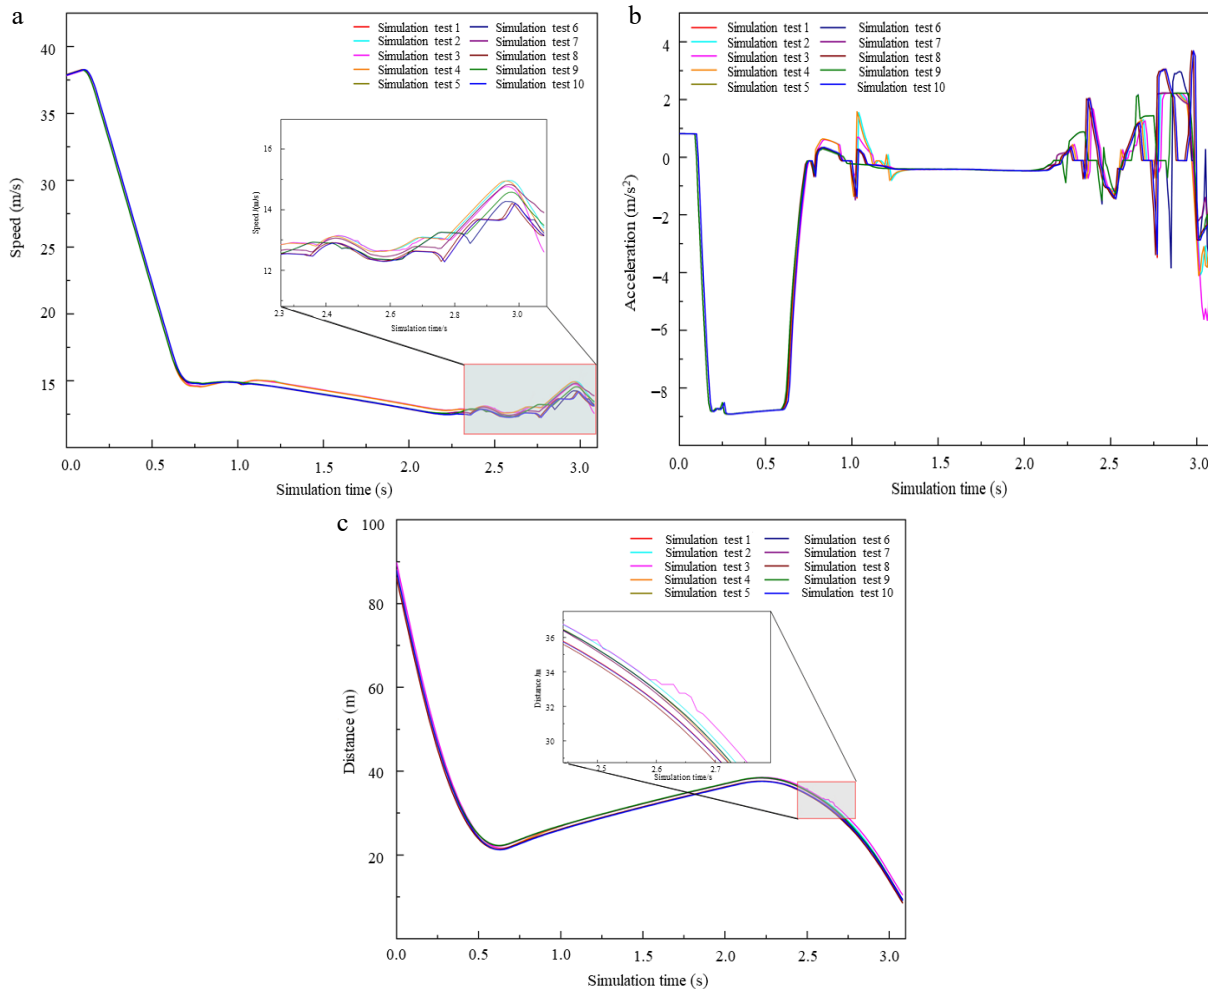 a
Simulation test 1
Simulation test 2
Simulation test 3
Simulation test 4
Simulation test 5
Simulation test 6
Simulation test 7
Simulation test 8
Simulation test 9
Simulation test 10
40
35
30
25
20
15
Speed (m/s)
16
14
12
Speed /(m/s)
2.3
2.4
2.6
2.8
3.0
Simulation time/s
0.0
0.5
1.0
1.5
2.0
2.5
3.0
Simulation time (s)
b
Simulation test 1
Simulation test 2
Simulation test 3
Simulation test 4
Simulation test 5
Simulation test 6
Simulation test 7
Simulation test 8
Simulation test 9
Simulation test 10
4
2
0
−2
−4
−6
−8
Acceleration (m/s²)
0.0
0.5
1.0
1.5
2.0
2.5
3.0
Simulation time (s)
c
Simulation test 1
Simulation test 2
Simulation test 3
Simulation test 4
Simulation test 5
Simulation test 6
Simulation test 7
Simulation test 8
Simulation test 9
Simulation test 10
100
80
60
40
20
Distance (m)
36
34
32
30
2.5
2.6
2.7
Simulation time/s
0.0
0.5
1.0
1.5
2.0
2.5
3.0
Simulation time (s)